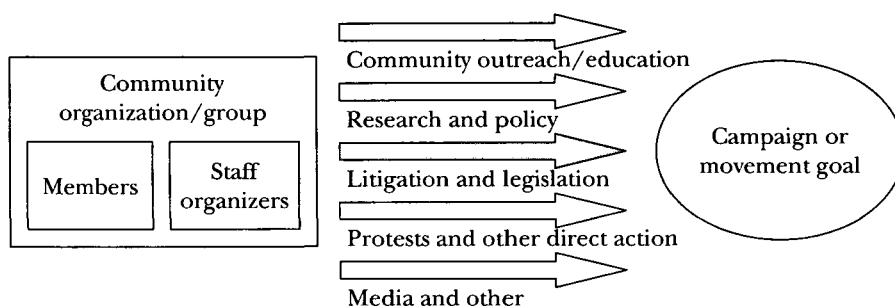 Community
organization/group
Members
Staff
organizers
Community outreach/education
Research and policy
Litigation and legislation
Protests and other direct action
Media and other
Campaign or
movement goal